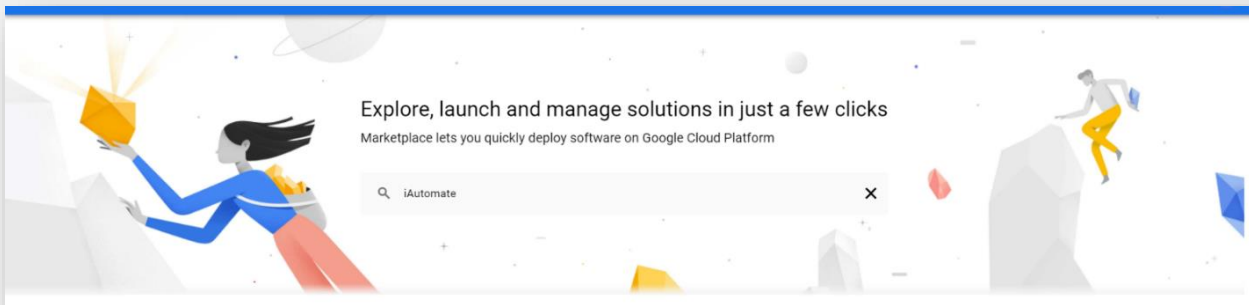 Explore, launch and manage solutions in just a few clicks
Marketplace lets you quickly deploy software on Google Cloud Platform
iAutomate